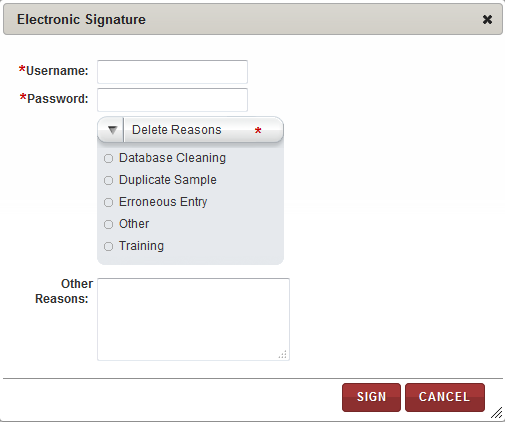 Electronic Signature
*Username:
*Password:
Delete Reasons *
Database Cleaning
Duplicate Sample
Erroneous Entry
Other
Training
Other
Reasons:
SIGN CANCEL